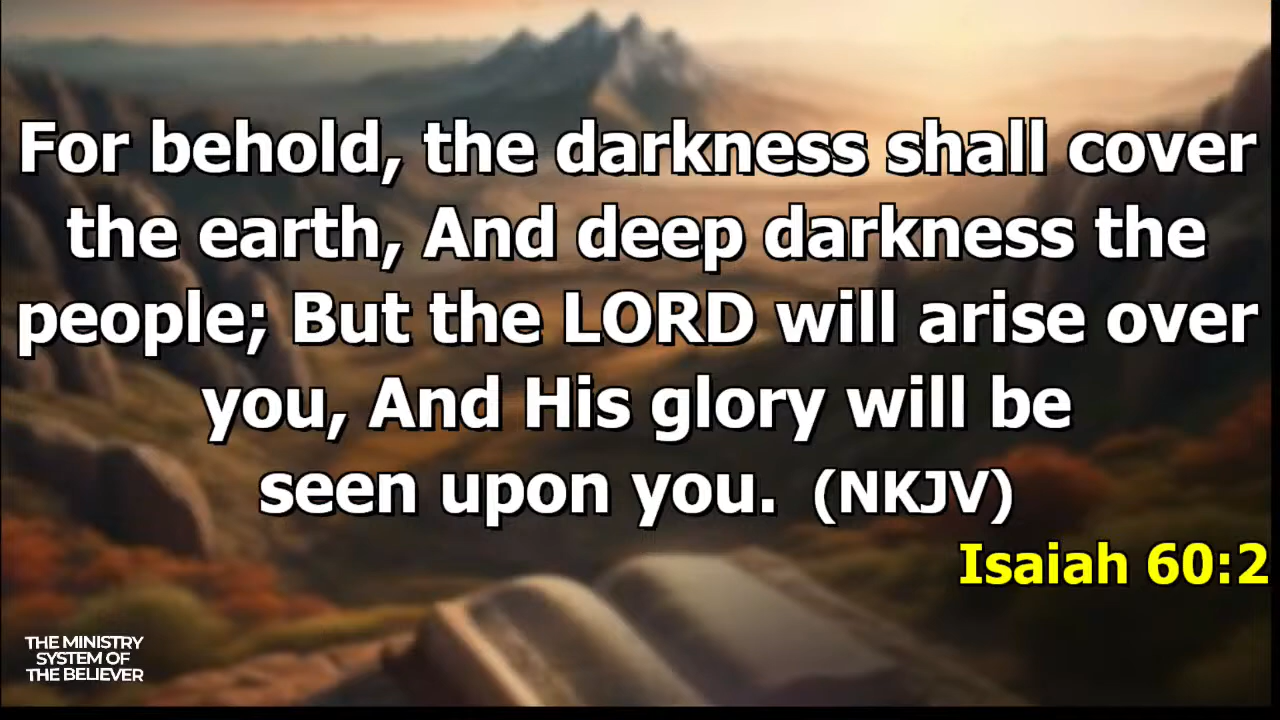 For behold, the darkness shall cover
the earth, And deep darkness the
people; But the LORD will arise over
you, And His glory will be
seen upon you. (NKJV)
Isaiah 60:2
THE MINISTRY
SYSTEM OF
THE BELIEVER